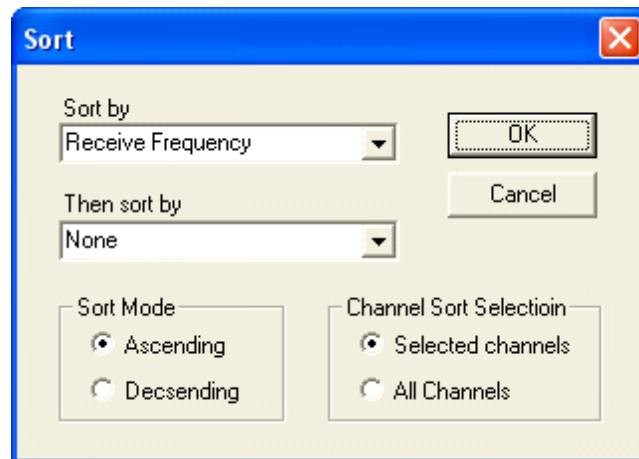 Sort
Sort by
Receive Frequency
OK
Then sort by
Cancel
None
Sort Mode
Ascending
Decsending
Channel Sort Selectioin
Selected channels
All Channels